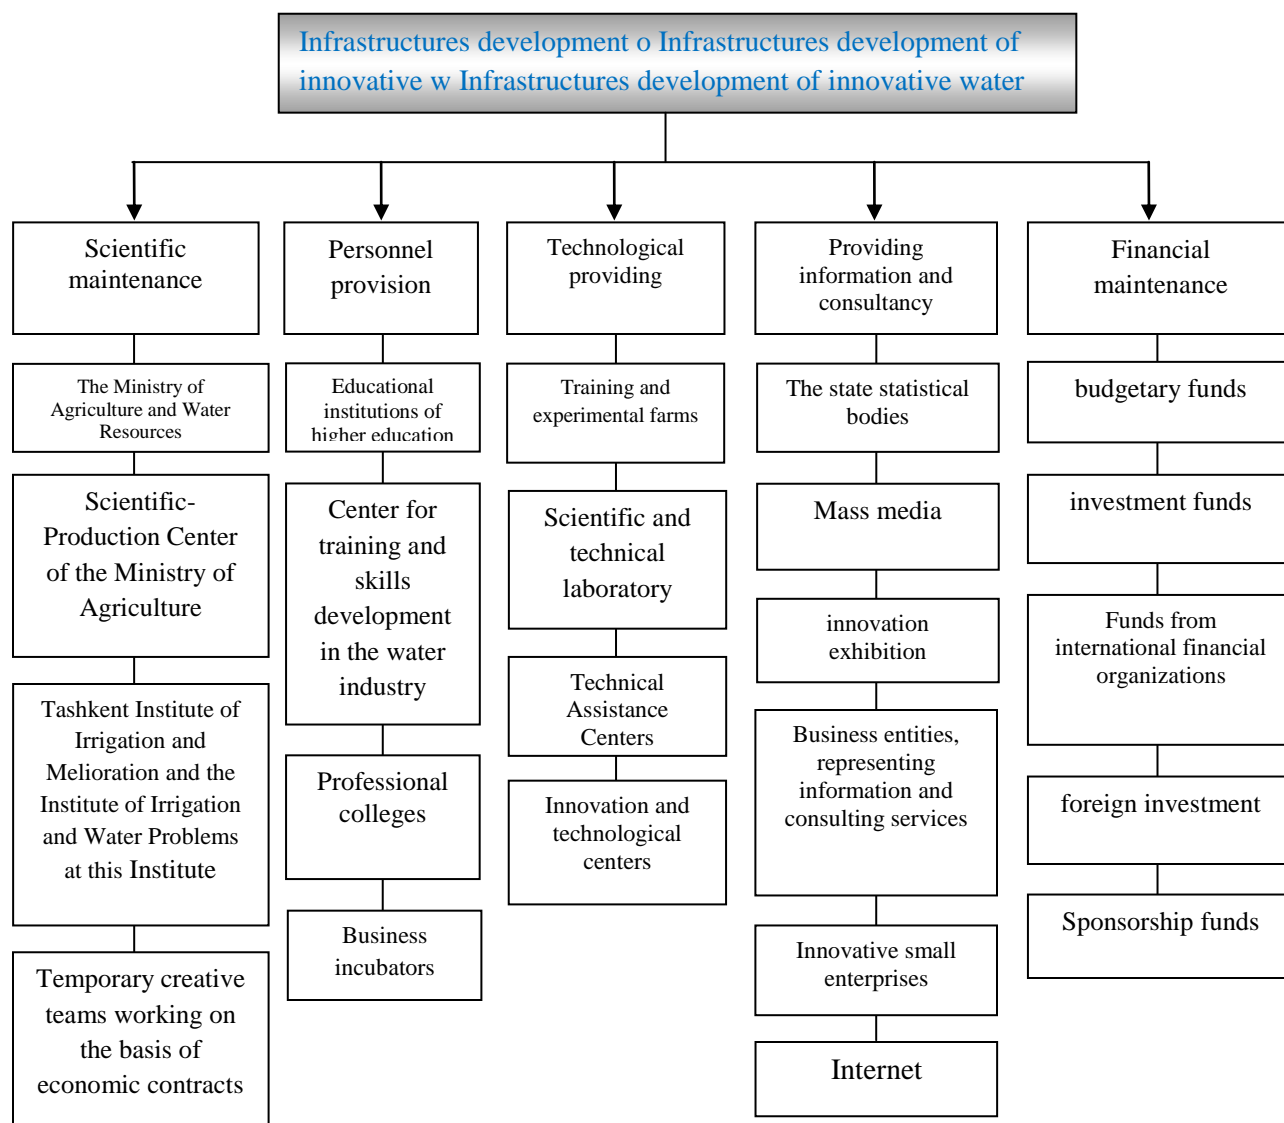 Infrastructures development o Infrastructures development of
innovative w Infrastructures development of innovative water
Scientific
maintenance
The Ministry of
Agriculture and Water
Resources
Scientific-
Production Center
of the Ministry of
Agriculture
Tashkent Institute of
Irrigation and
Melioration and the
Institute of Irrigation
and Water Problems
at this Institute
Temporary creative
teams working on
the basis of
economic contracts
Personnel
provision
Educational
institutions of
higher education
Center for
training and
skills
development
in the water
industry
Professional
colleges
Business
incubators
Technological
providing
Training and
experimental farms
Scientific and
technical
laboratory
Technical
Assistance
Centers
Innovation and
technological
centers
Providing
information and
consultancy
The state statistical
bodies
Mass media
innovation
exhibition
Business entities,
representing
information and
consulting services
Innovative small
enterprises
Internet
Financial
maintenance
budgetary funds
investment funds
Funds from
international financial
organizations
foreign investment
Sponsorship funds